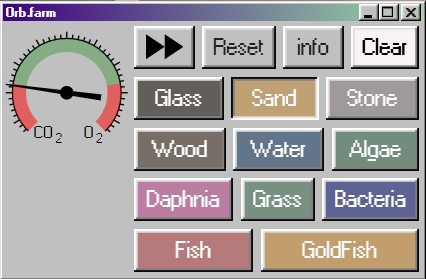 Orb.farm
Reset info Clear
Glass Sand Stone
Wood Water Algae
Daphnia Grass Bacteria
Fish GoldFish
CO₂ O₂